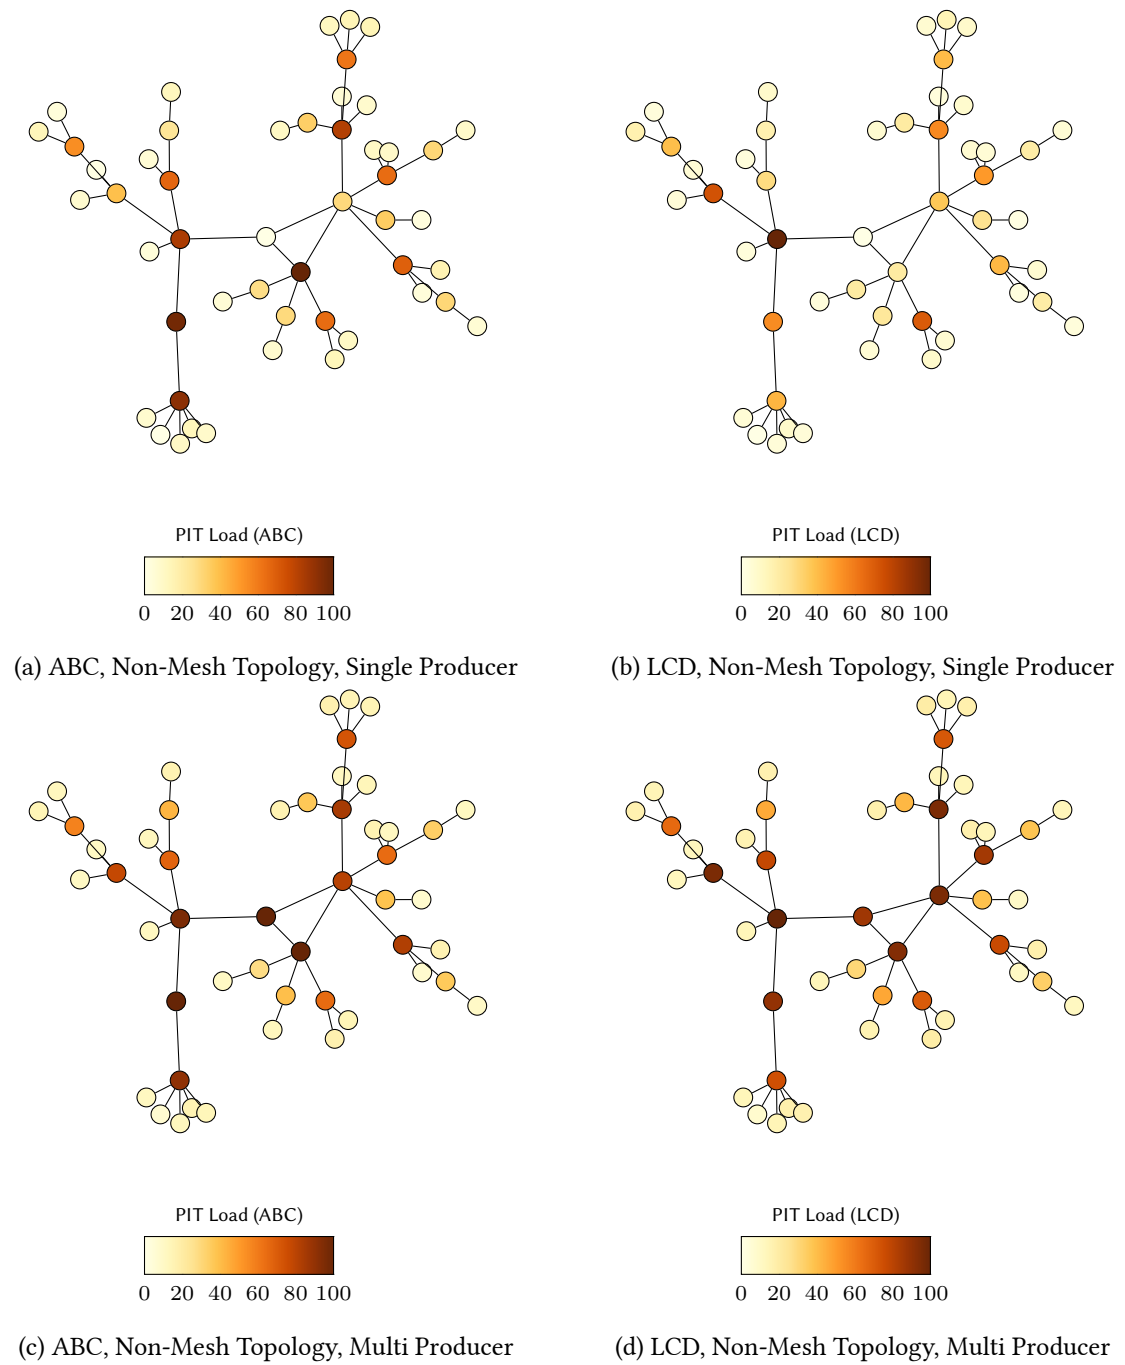 PIT Load (ABC)
0 20 40 60 80 100
(a) ABC, Non-Mesh Topology, Single Producer
PIT Load (LCD)
0 20 40 60 80 100
(b) LCD, Non-Mesh Topology, Single Producer
PIT Load (ABC)
0 20 40 60 80 100
(c) ABC, Non-Mesh Topology, Multi Producer
PIT Load (LCD)
0 20 40 60 80 100
(d) LCD, Non-Mesh Topology, Multi Producer